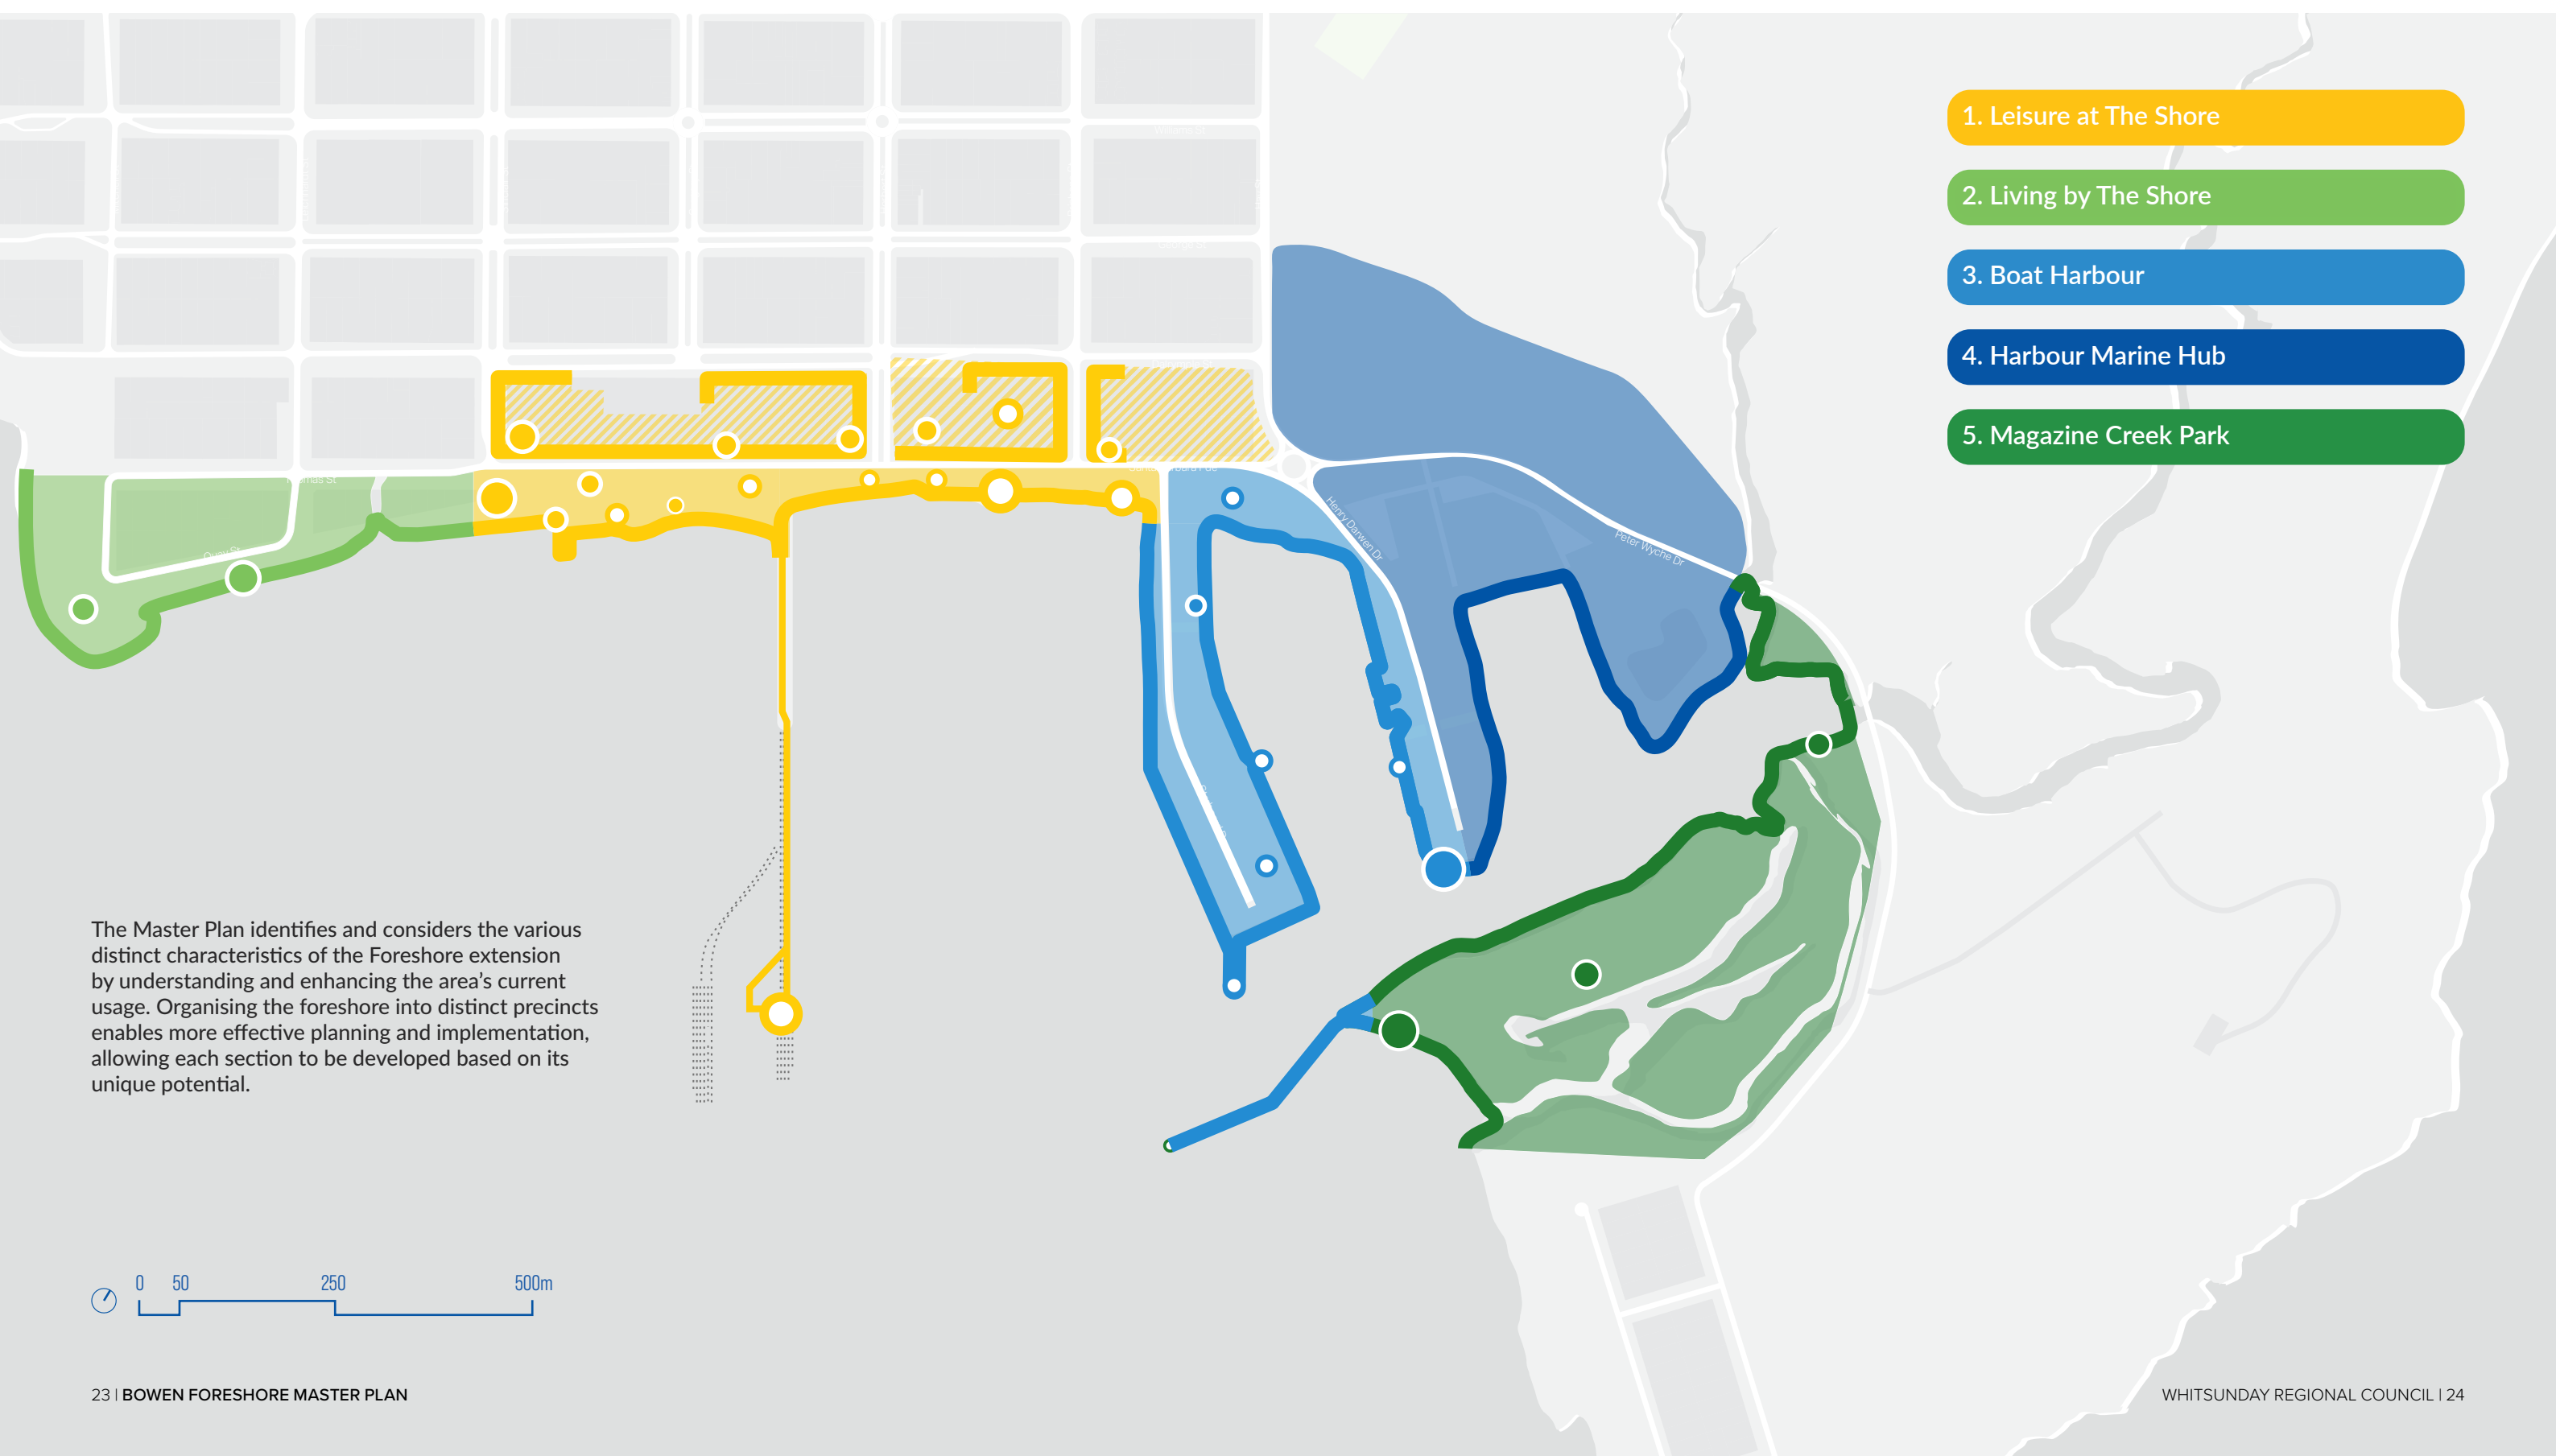 1. Leisure at The Shore
2. Living by The Shore
3. Boat Harbour
4. Harbour Marine Hub
5. Magazine Creek Park
Henry Darwen Dr
Peter Wyche Dr
The Master Plan identifies and considers the various
distinct characteristics of the Foreshore extension
by understanding and enhancing the area's current
usage. Organising the foreshore into distinct precincts
enables more effective planning and implementation,
allowing each section to be developed based on its
unique potential.
0 50 250 500m
23 | BOWEN FORESHORE MASTER PLAN
WHITSUNDAY REGIONAL COUNCIL | 24